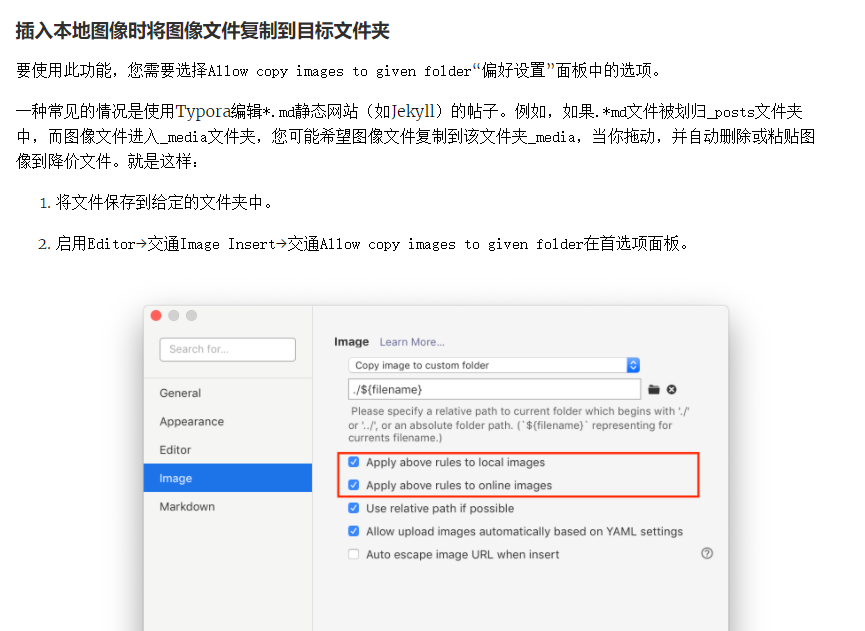 插入本地图像时将图像文件复制到目标文件夹
要使用此功能，您需要选择Allow copy images to given folder“偏好设置”面板中的选项。
一种常见的情况是使用Typora编辑*.md静态网站（如Jekyll）的帖子。例如，如果.*md文件被划归_posts文件夹
中，而图像文件进入_media文件夹，您可能希望图像文件复制到该文件夹_media，当你拖动，并自动删除或粘贴图
像到降价文件。就是这样：
1. 将文件保存到给定的文件夹中。
2. 启用Editor→交通Image Insert→交通Allow copy images to given folder在首选项面板。
Search for...
General
Appearance
Editor
Image
Markdown
Image Learn More...
Copy image to custom folder
./${filename}
Please specify a relative path to current folder which begins with './'
or '../', or an absolute folder path. (`${filename}` representing for
currents filename.)
Apply above rules to local images
Apply above rules to online images
Use relative path if possible
Allow upload images automatically based on YAML settings
Auto escape image URL when insert
?